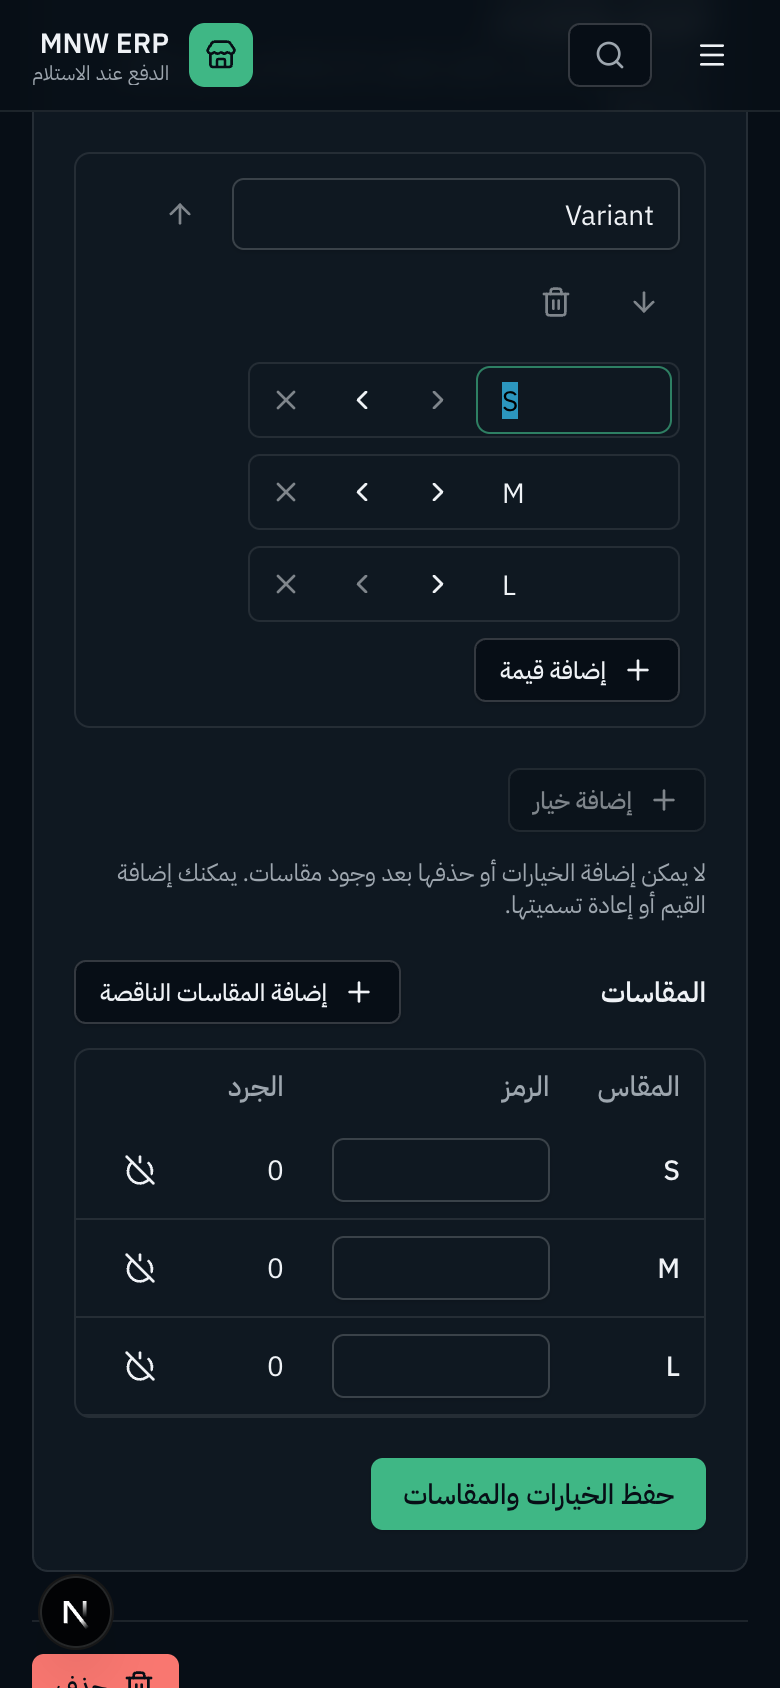 MNW ERP
الدفع عند الاستلام
Variant
S
M
L
إضافة قيمة
إضافة خيار
لا يمكن إضافة الخيارات أو حذفها بعد وجود مقاسات. يمكنك إضافة
القيم أو إعادة تسميتها.
المقاسات
إضافة المقاسات الناقصة
المقاس الرمز الجرد
S 0
M 0
L 0
حفظ الخيارات والمقاسات
N
حذف